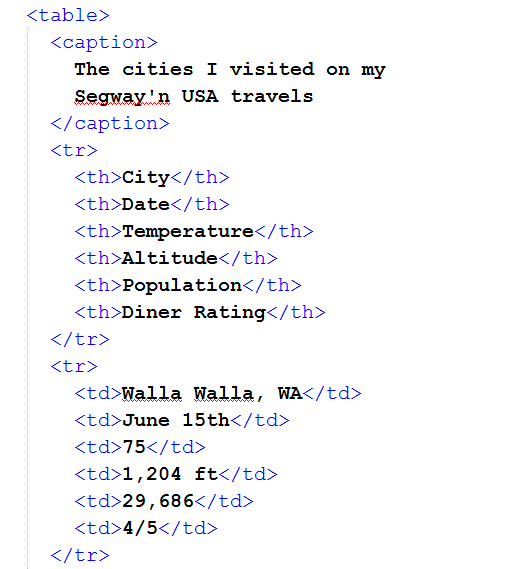 <table>
<caption>
The cities I visited on my
Segway'n USA travels
</caption>
<tr>
<th>City</th>
<th>Date</th>
<th>Temperature</th>
<th>Altitude</th>
<th>Population</th>
<th>Diner Rating</th>
</tr>
<tr>
<td>Walla Walla, WA</td>
<td>June 15th</td>
<td>75</td>
<td>1,204 ft</td>
<td>29,686</td>
<td>4/5</td>
</tr>